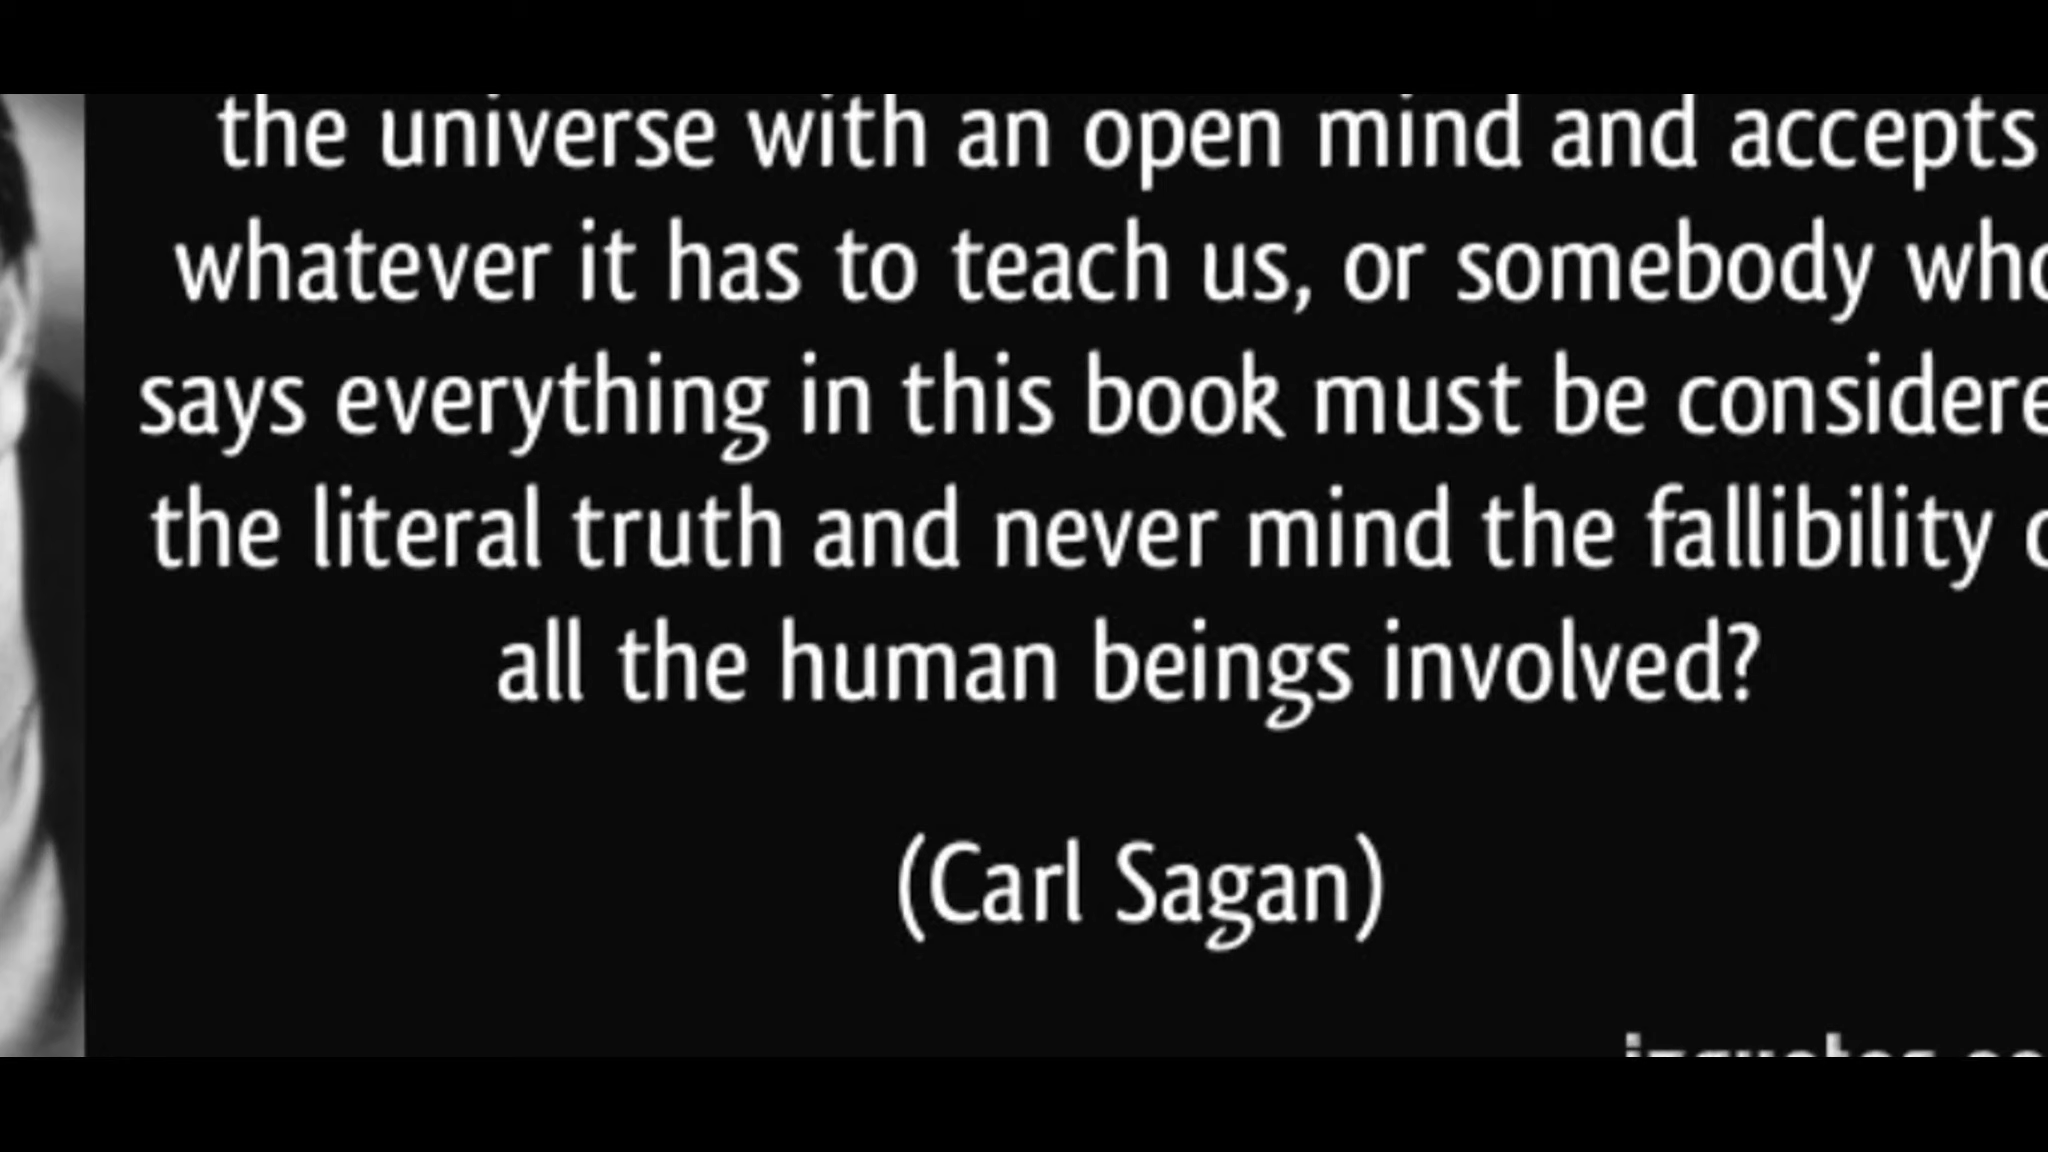 the universe with an open mind and accepts
whatever it has to teach us, or somebody who
says everything in this book must be considere
the literal truth and never mind the fallibility o
all the human beings involved?
(Carl Sagan)
izquotes.co